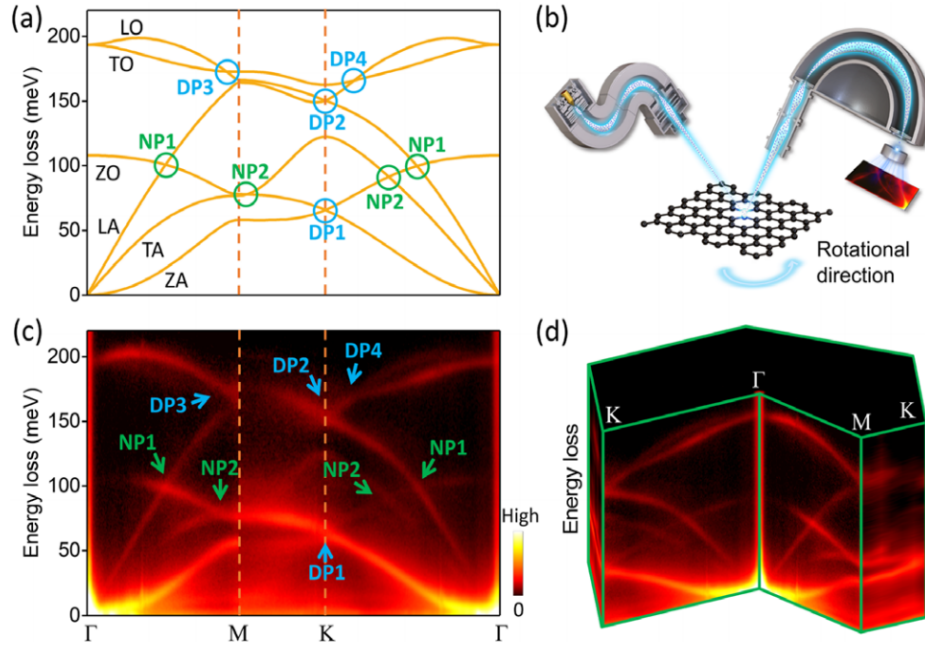 (a)
Energy loss (meV)
200
150
100
50
0
LO
TO
ZO
LA
TA
ZA
DP3
DP4
DP2
NP1
NP2
DP1
NP2
NP1
(b)
Rotational
direction
(c)
Energy loss (meV)
200
150
100
50
0
DP3
DP2
DP4
NP1
NP2
NP2
NP1
DP1
High
0
Γ
M
K
Γ
(d)
Energy loss
K
Γ
M
K